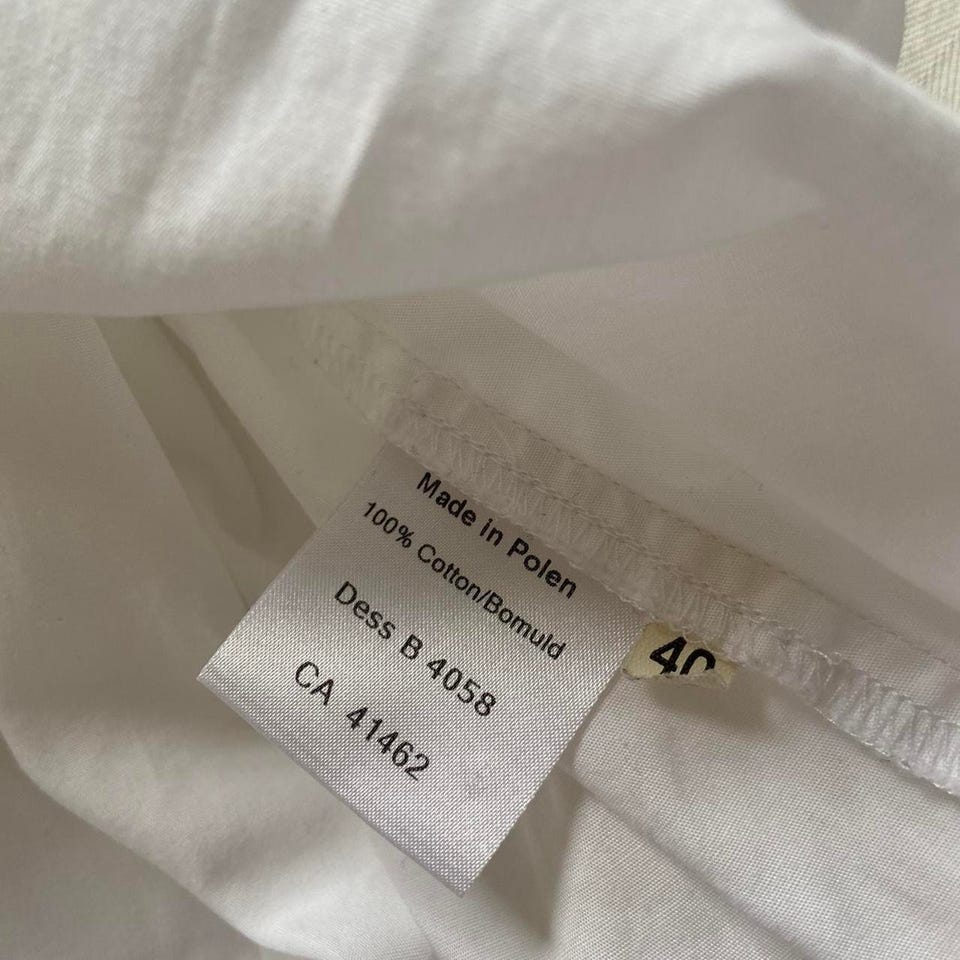 Made in Polen
100% Cotton/Bomuld
Dess B 4058
CA 41462
40